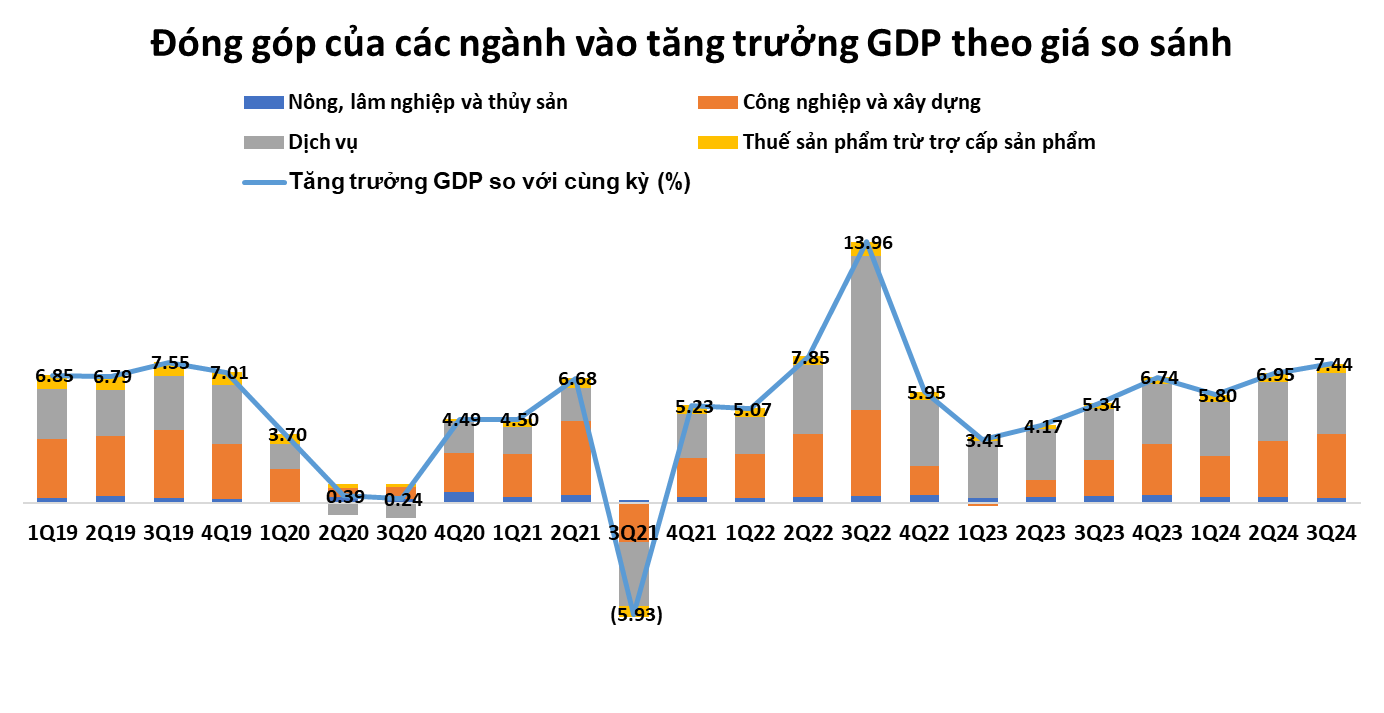 Đóng góp của các ngành vào tăng trưởng GDP theo giá so sánh
Nông, lâm nghiệp và thủy sản
Công nghiệp và xây dựng
Dịch vụ
Thuế sản phẩm trừ trợ cấp sản phẩm
Tăng trưởng GDP so với cùng kỳ (%)
6.85 6.79 7.55 7.01 3.70 0.39 0.24 4.49 4.50 6.68 (5.93) 5.23 5.07 7.85 13.96 5.95 3.41 4.17 5.34 6.74 5.80 6.95 7.44
1Q19 2Q19 3Q19 4Q19 1Q20 2Q20 3Q20 4Q20 1Q21 2Q21 3Q21 4Q21 1Q22 2Q22 3Q22 4Q22 1Q23 2Q23 3Q23 4Q23 1Q24 2Q24 3Q24